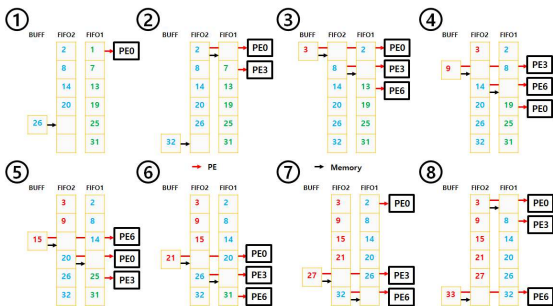 ①
BUFF FIFO2 FIFO1
2 1 PE0
8 7
14 13
20 19
26 25
31
②
BUFF FIFO2 FIFO1
2 PE0
8 7 PE3
14 13
20 19
26 25
32 31
③
BUFF FIFO2 FIFO1
3 2 PE0
8 PE3
14 13 PE6
20 19
26 25
32 31
④
BUFF FIFO2 FIFO1
3 2
9 8 PE3
14 PE6
20 19 PE0
26 25
32 31
PE Memory
⑤
BUFF FIFO2 FIFO1
3 2
9 8
15 14 PE6
20 PE0
26 25 PE3
32 31
⑥
BUFF FIFO2 FIFO1
3 2
9 8
15 14
21 20 PE0
26 PE3
32 31 PE6
⑦
BUFF FIFO2 FIFO1
3 2 PE0
9 8
15 14
21 20
27 26 PE3
32 PE6
⑧
BUFF FIFO2 FIFO1
3 PE0
9 8 PE3
15 14
21 20
27 26
33 32 PE6